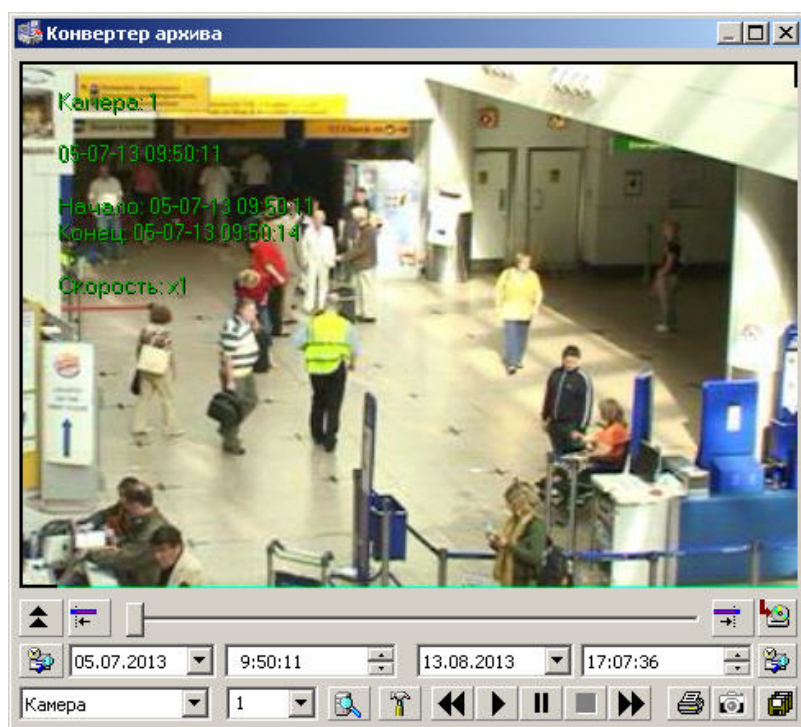 Конвертер архива
Камера: 1
05-07-13 09:50:11
Начало: 05-07-13 09:50:11
Конец: 05-07-13 09:50:14
Скорость: x1
05.07.2013 9:50:11 13.08.2013 17:07:36
Камера 1